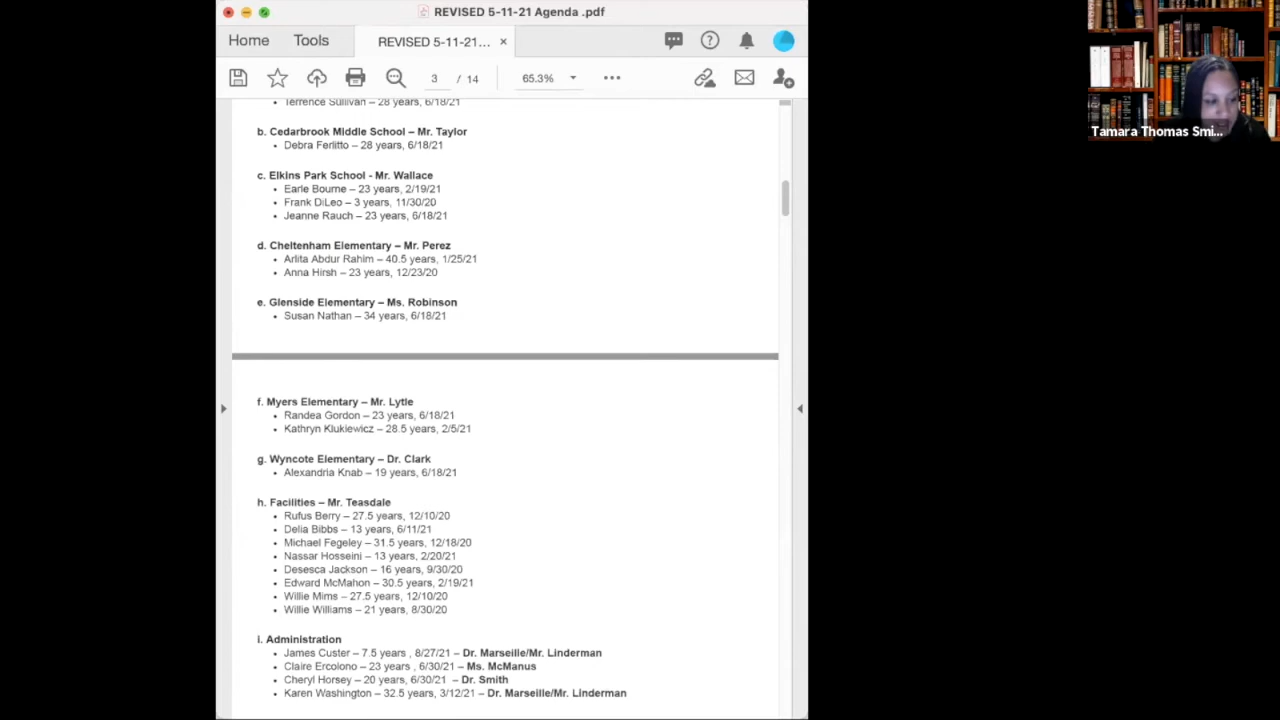 REVISED 5-11-21 Agenda .pdf
Home Tools REVISED 5-11-21... ×
3 / 14 65.3%
Terrence Sullivan – 28 years, 6/18/21
b. Cedarbrook Middle School – Mr. Taylor
• Debra Ferlitto – 28 years, 6/18/21
c. Elkins Park School - Mr. Wallace
• Earle Bourne – 23 years, 2/19/21
• Frank DiLeo – 3 years, 11/30/20
• Jeanne Rauch – 23 years, 6/18/21
d. Cheltenham Elementary – Mr. Perez
• Arlita Abdur Rahim – 40.5 years, 1/25/21
• Anna Hirsh – 23 years, 12/23/20
e. Glenside Elementary – Ms. Robinson
• Susan Nathan – 34 years, 6/18/21
f. Myers Elementary – Mr. Lytle
• Randea Gordon – 23 years, 6/18/21
• Kathryn Klukiewicz – 28.5 years, 2/5/21
g. Wyncote Elementary – Dr. Clark
• Alexandria Knab – 19 years, 6/18/21
h. Facilities – Mr. Teasdale
• Rufus Berry – 27.5 years, 12/10/20
• Delia Bibbs – 13 years, 6/11/21
• Michael Fegeley – 31.5 years, 12/18/20
• Nassar Hosseini – 13 years, 2/20/21
• Desesca Jackson – 16 years, 9/30/20
• Edward McMahon – 30.5 years, 2/19/21
• Willie Mims – 27.5 years, 12/10/20
• Willie Williams – 21 years, 8/30/20
i. Administration
• James Custer – 7.5 years , 8/27/21 – Dr. Marseille/Mr. Linderman
• Claire Ercolono – 23 years , 6/30/21 – Ms. McManus
• Cheryl Horsey – 20 years, 6/30/21 – Dr. Smith
• Karen Washington – 32.5 years, 3/12/21 – Dr. Marseille/Mr. Linderman
Tamara Thomas Smi...